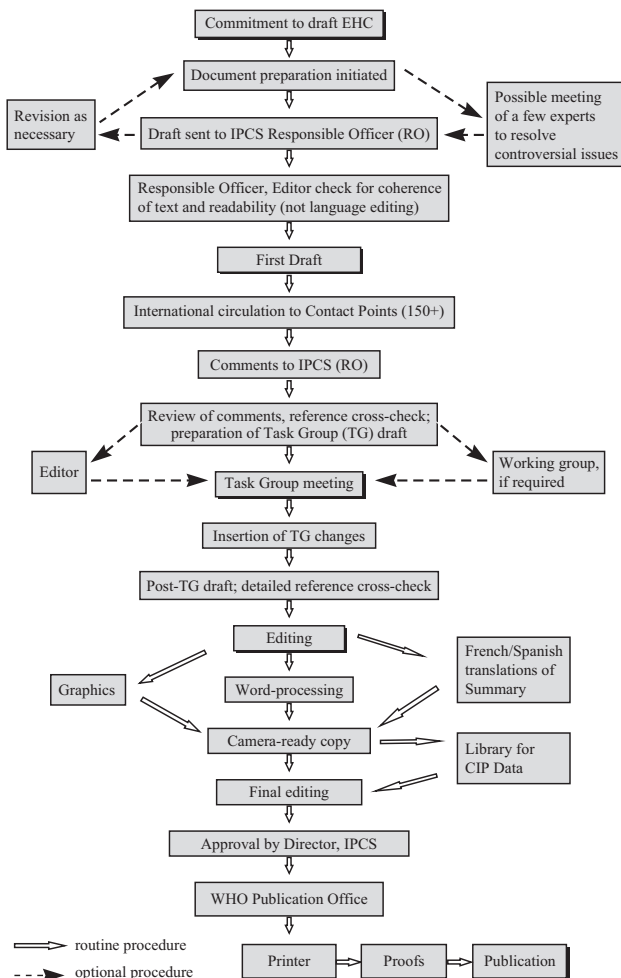 Commitment to draft EHC
Document preparation initiated
Revision as
necessary
Possible meeting
of a few experts
to resolve
controversial issues
Draft sent to IPCS Responsible Officer (RO)
Responsible Officer, Editor check for coherence
of text and readability (not language editing)
First Draft
International circulation to Contact Points (150+)
Comments to IPCS (RO)
Review of comments, reference cross-check;
preparation of Task Group (TG) draft
Editor
Working group,
if required
Task Group meeting
Insertion of TG changes
Post-TG draft; detailed reference cross-check
Editing
French/Spanish
translations of
Summary
Graphics
Word-processing
Camera-ready copy
Library for
CIP Data
Final editing
Approval by Director, IPCS
WHO Publication Office
routine procedure
optional procedure
Printer
Proofs
Publication